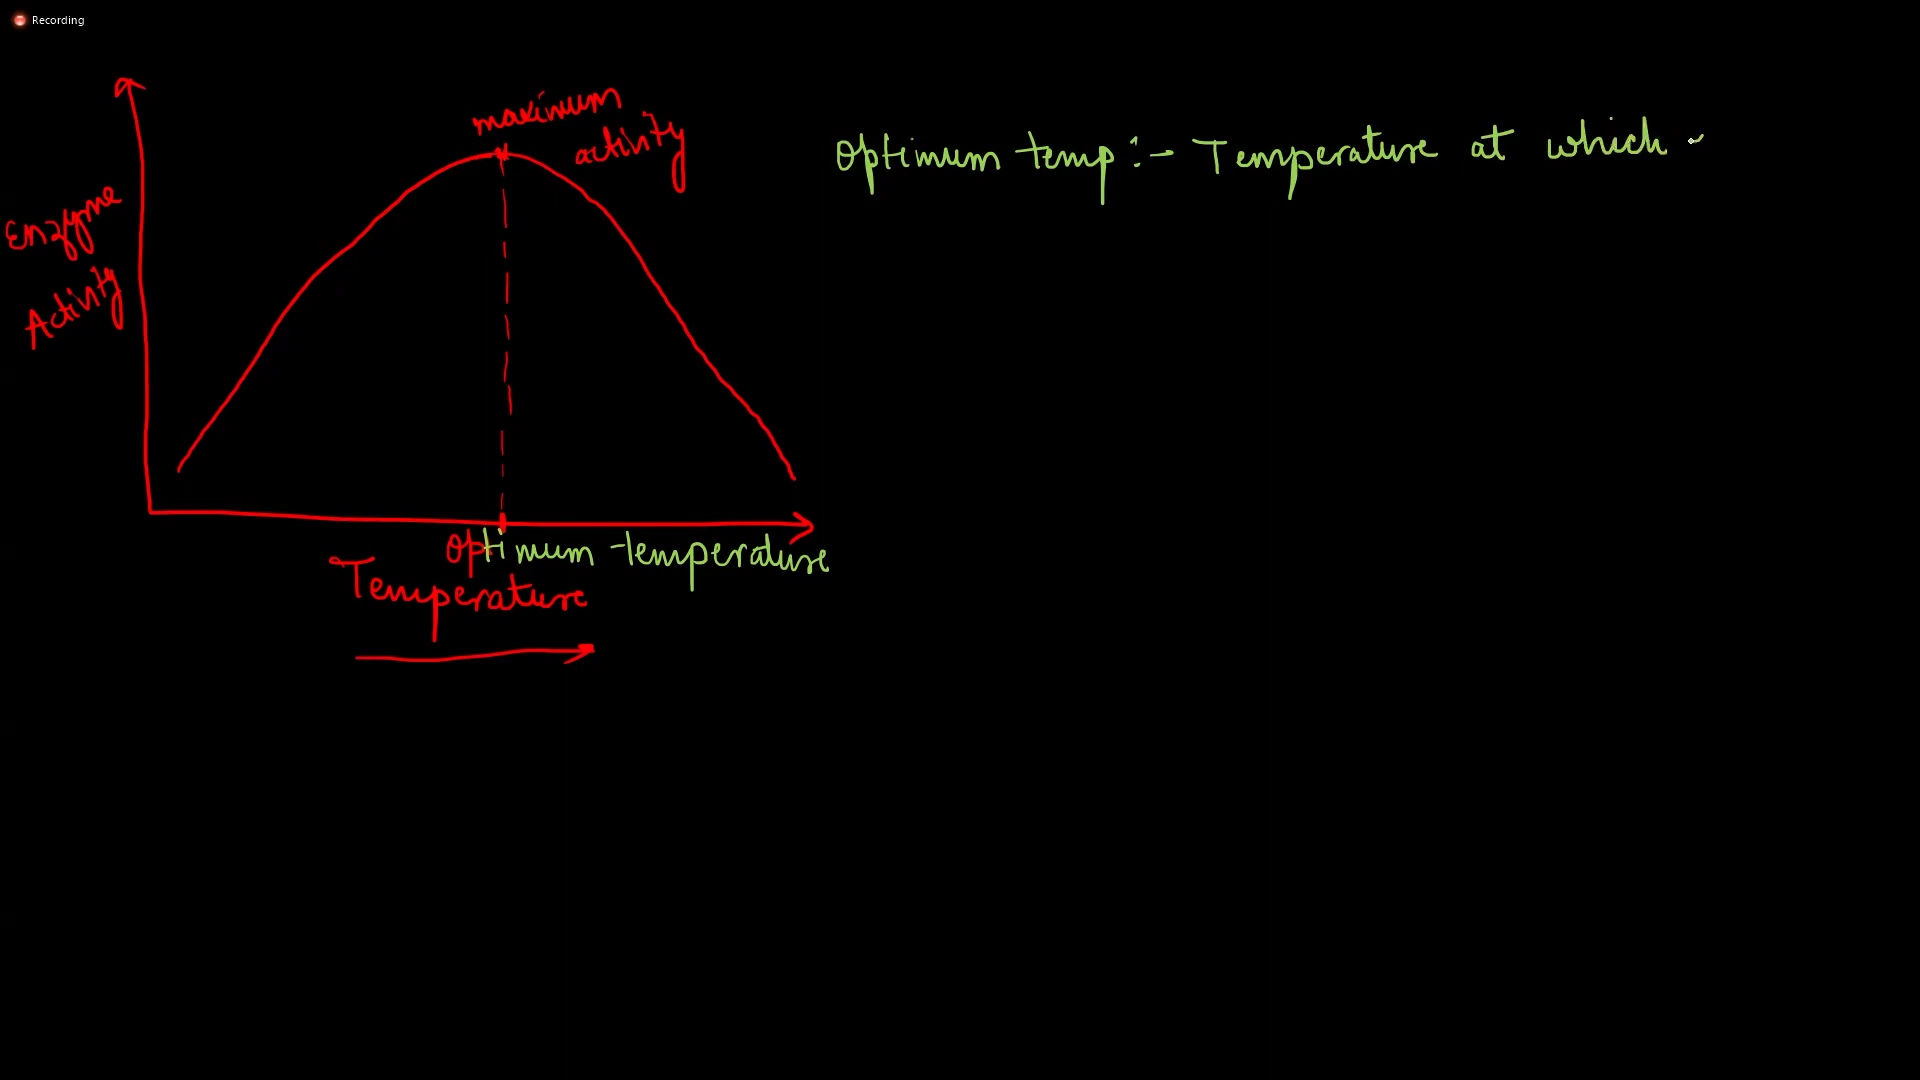 Recording
maximum
activity
Enzyme
Activity
Optimum temp :- Temperature at which
Optimum temperature
Temperature